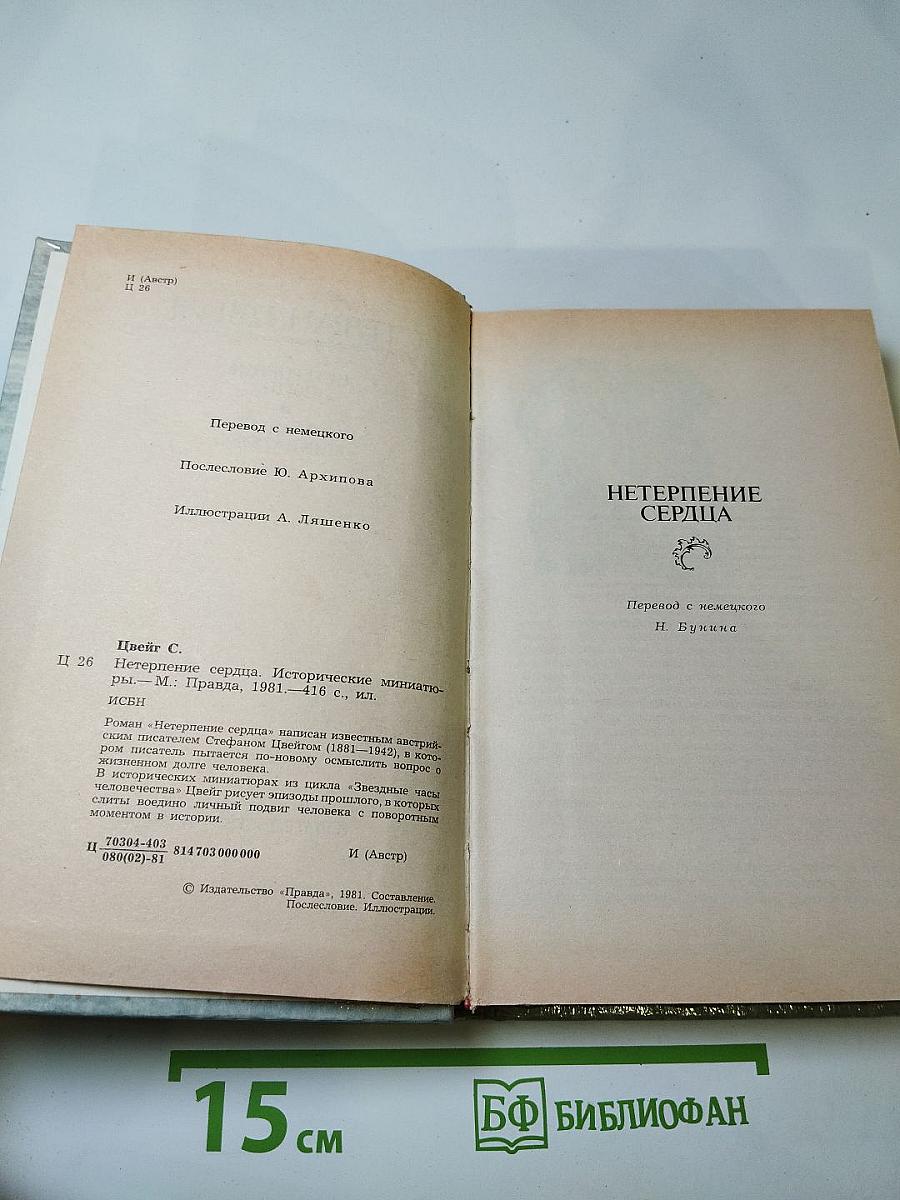 И (Австр)
Ц 26
Перевод с немецкого
Послесловие Ю. Архипова
Иллюстрации А. Ляшенко
Цвейг С.
Ц 26 Нетерпение сердца. Исторические миниатю-
ры.— М.: Правда, 1981.—416 с., ил.
ИСБН
Роман «Нетерпение сердца» написан известным австрий-
ским писателем Стефаном Цвейгом (1881—1942), в кото-
ром писатель пытается по-новому осмыслить вопрос о
жизненном долге человека.
В исторических миниатюрах из цикла «Звездные часы
человечества» Цвейг рисует эпизоды прошлого, в которых
слиты воедино личный подвиг человека с поворотным
моментом в истории.
Ц 70304-403
080(02)-81 814703000000 И (Австр)
© Издательство «Правда», 1981. Составление.
Послесловие. Иллюстрации.
НЕТЕРПЕНИЕ
СЕРДЦА
Перевод с немецкого
Н. Бунина
15 см
БФ БИБЛИОФАН